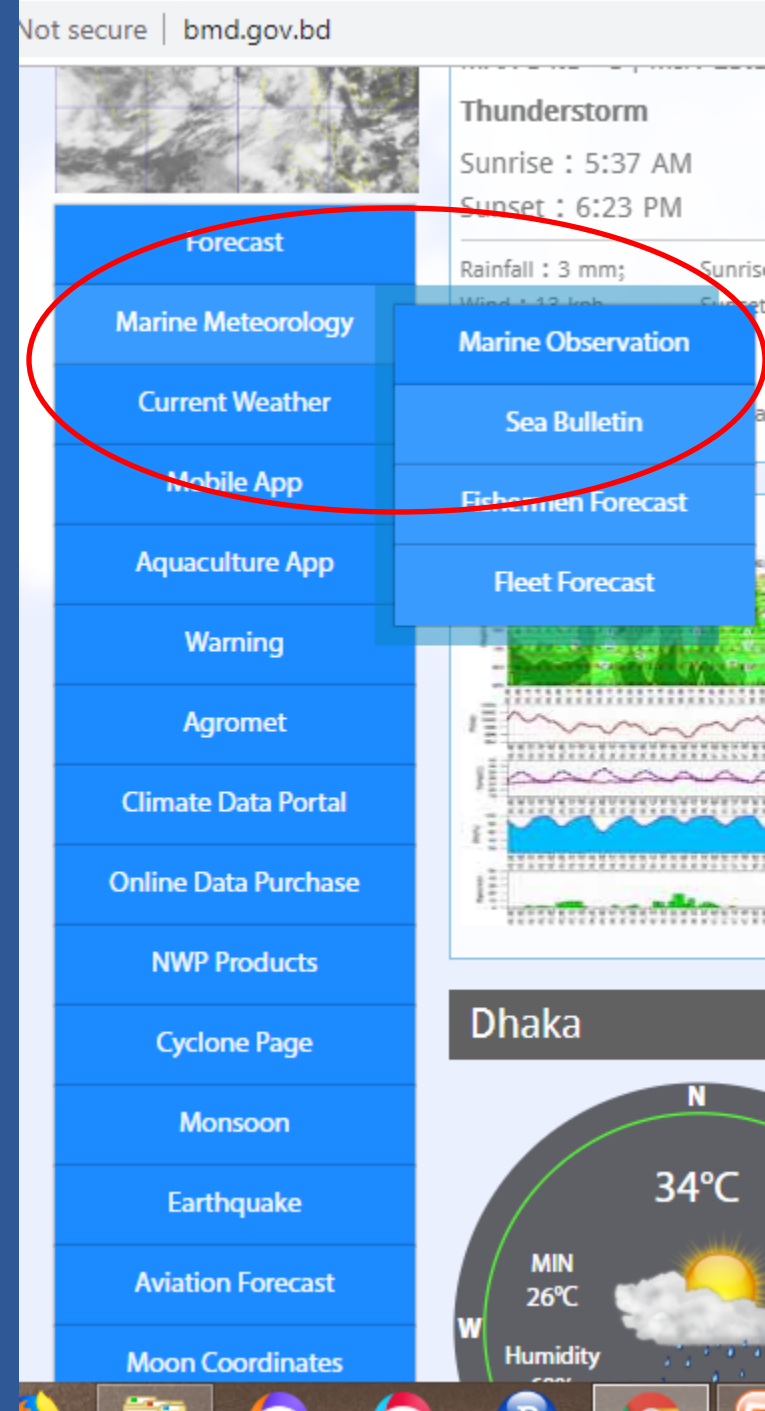 Not secure | bmd.gov.bd
Thunderstorm
Sunrise : 5:37 AM
Sunset : 6:23 PM
Rainfall : 3 mm;
Wind : 13 kph
Forecast
Marine Meteorology
Current Weather
Mobile App
Aquaculture App
Warning
Agromet
Climate Data Portal
Online Data Purchase
NWP Products
Cyclone Page
Monsoon
Earthquake
Aviation Forecast
Moon Coordinates
Marine Observation
Sea Bulletin
Fishermen Forecast
Fleet Forecast
Dhaka
N
34°C
MIN
26°C
W
Humidity